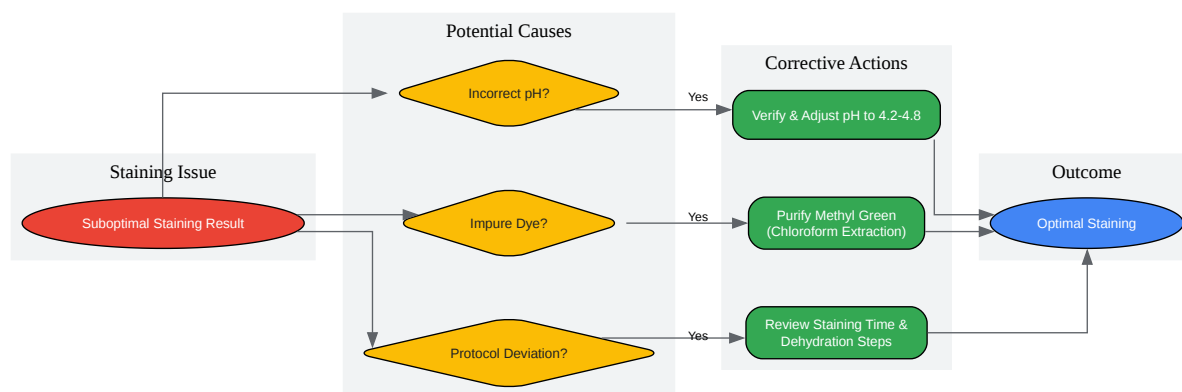 Potential Causes
Corrective Actions
Incorrect pH?
Yes
Verify & Adjust pH to 4.2-4.8
Staining Issue
Outcome
Suboptimal Staining Result
Impure Dye?
Yes
Purify Methyl Green
(Chloroform Extraction)
Optimal Staining
Protocol Deviation?
Yes
Review Staining Time &
Dehydration Steps